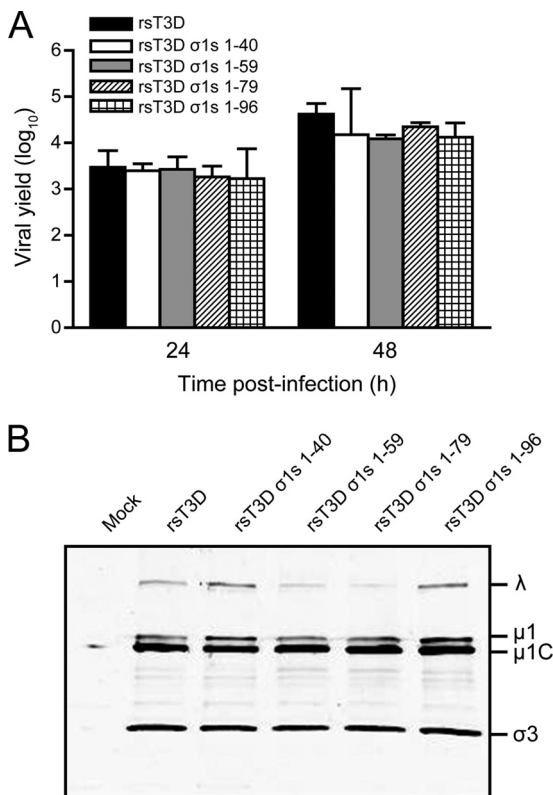 A
rsT3D
rsT3D σ1s 1-40
rsT3D σ1s 1-59
rsT3D σ1s 1-79
rsT3D σ1s 1-96
Viral yield (log10)
6
5
4
3
2
1
0
24
48
Time post-infection (h)
B
Mock
rsT3D
rsT3D σ1s 1-40
rsT3D σ1s 1-59
rsT3D σ1s 1-79
rsT3D σ1s 1-96
λ
μ1
μ1C
σ3